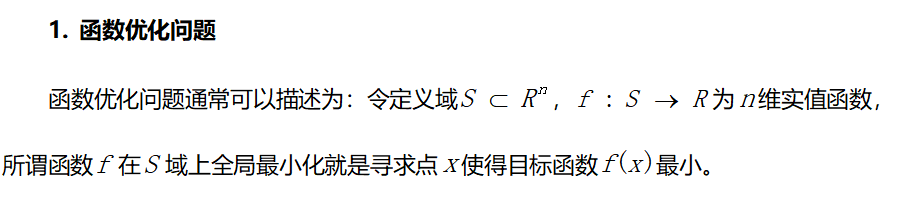 1. 函数优化问题
函数优化问题通常可以描述为：令定义域S ⊂ Rⁿ，f : S → R为n维实值函数，
所谓函数f在S域上全局最小化就是寻求点x使得目标函数f(x)最小。